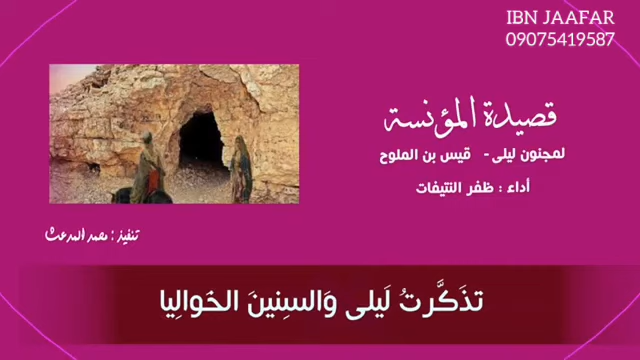 IBN JAAFAR
09075419587
قصيدة المؤنسة
لمجنون ليلى - قيس بن الملوح
أداء : ظفر النتيفات
تنفيذ : محمد المدعث
تذَكَّرتُ لَيلى وَالسِنينَ الخَوالِيا